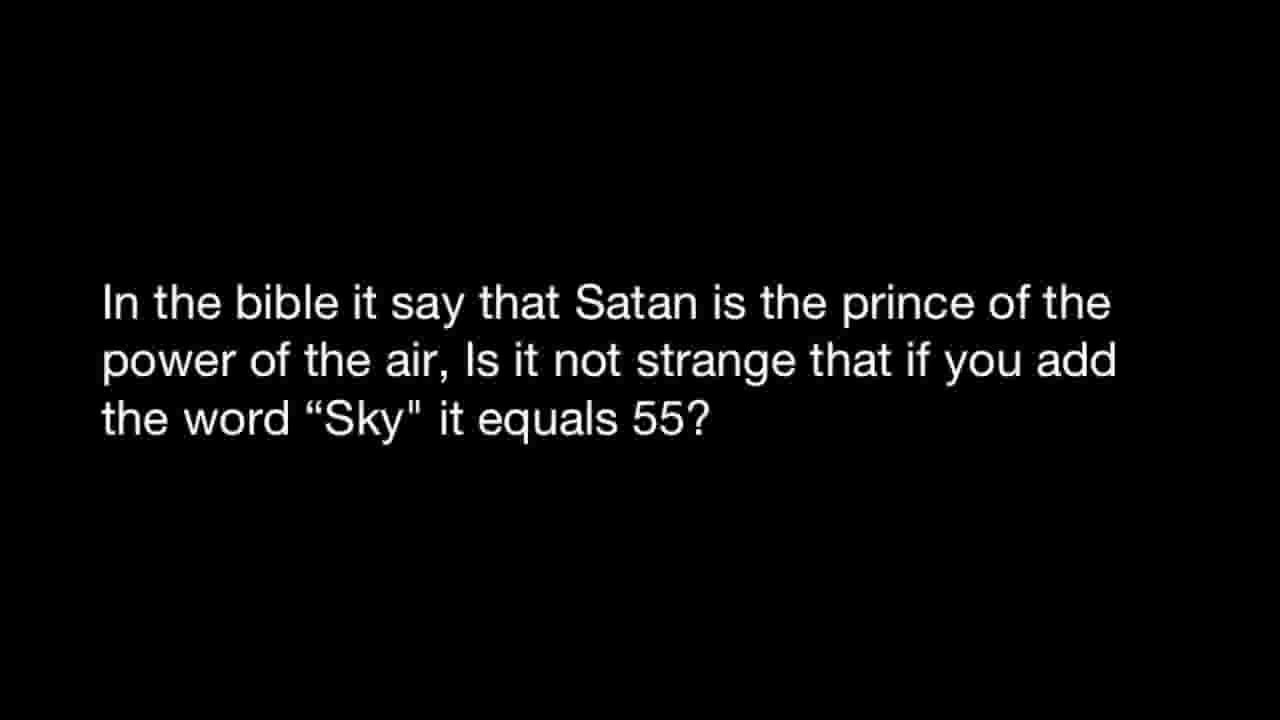 In the bible it say that Satan is the prince of the
power of the air, Is it not strange that if you add
the word “Sky" it equals 55?